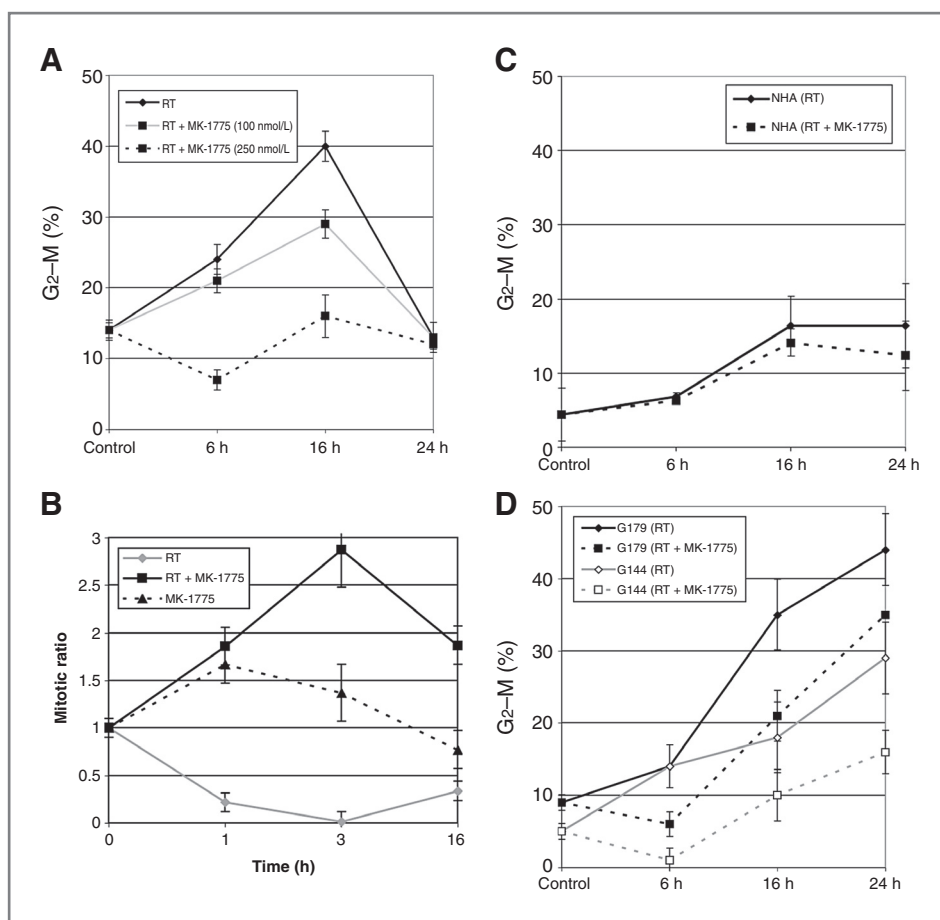 A
50
40
30
20
10
0
G2–M (%)
RT
RT + MK-1775 (100 nmol/L)
RT + MK-1775 (250 nmol/L)
Control 6 h 16 h 24 h
C
50
40
30
20
10
0
G2–M (%)
NHA (RT)
NHA (RT + MK-1775)
Control 6 h 16 h 24 h
B
3
2.5
2
1.5
1
0.5
0
Mitotic ratio
RT
RT + MK-1775
MK-1775
0 1 3 16
Time (h)
D
50
40
30
20
10
0
G2–M (%)
G179 (RT)
G179 (RT + MK-1775)
G144 (RT)
G144 (RT + MK-1775)
Control 6 h 16 h 24 h